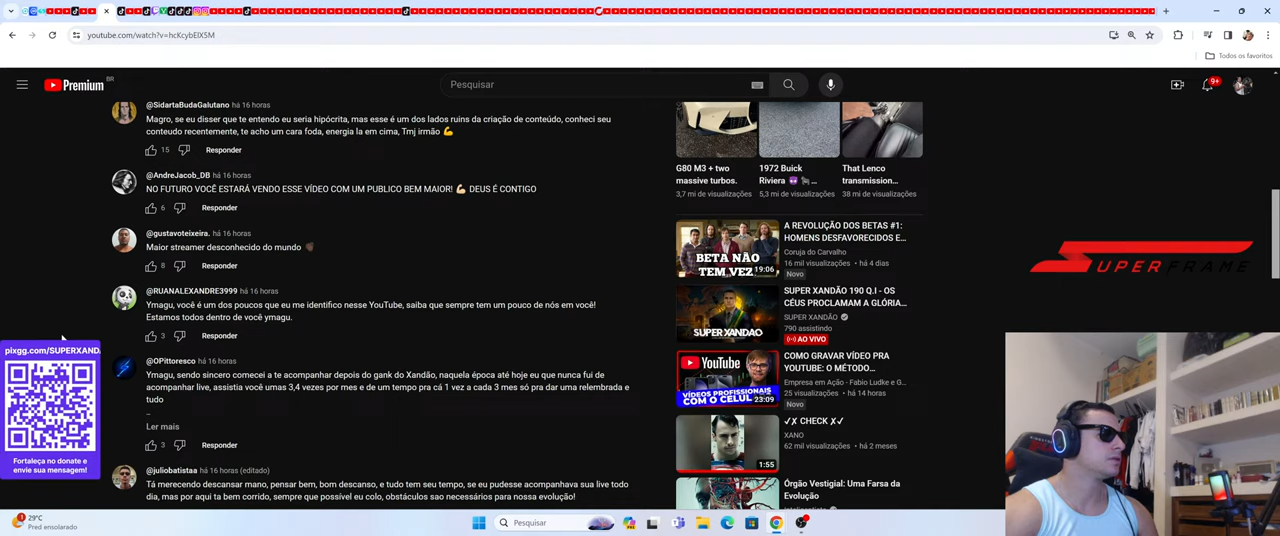 youtube.com/watch?v=hcKcybElX5M
Todos os favoritos
Premium BR
Pesquisar
9+
@SidartaBudaGalutano há 16 horas
Magro, se eu disser que te entendo eu seria hipócrita, mas esse é um dos lados ruins da criação de conteúdo, conheci seu
conteudo recentemente, te acho um cara foda, energia la em cima, Tmj irmão 💪
15 Responder
@AndreJacob_DB há 16 horas
NO FUTURO VOCÊ ESTARÁ VENDO ESSE VÍDEO COM UM PUBLICO BEM MAIOR! 💪 DEUS É CONTIGO
6 Responder
@gustavoteixeira. há 16 horas
Maior streamer desconhecido do mundo
8 Responder
@RUANALEXANDRE3999 há 16 horas
Ymagu, você é um dos poucos que eu me identifico nesse YouTube, saiba que sempre tem um pouco de nós em você!
Estamos todos dentro de você ymagu.
3 Responder
@OPittoresco há 16 horas
Ymagu, sendo sincero comecei a te acompanhar depois do gank do Xandão, naquela época até hoje eu que nunca fui de
acompanhar live, assistia você umas 3,4 vezes por mes e de um tempo pra cá 1 vez a cada 3 mes só pra dar uma relembrada e
tudo
_
Ler mais
3 Responder
@juliobatistaa há 16 horas (editado)
Tá merecendo descansar mano, pensar bem, bom descanso, e tudo tem seu tempo, se eu pudesse acompanhava sua live todo
dia, mas por aqui ta bem corrido, sempre que possível eu colo, obstáculos sao necessários para nossa evolução!
pixgg.com/SUPERXANDA
Fortaleça no donate e
envie sua mensagem!
G80 M3 + two
massive turbos.
3,7 mi de visualizações
1972 Buick
Riviera 😈 🐂 …
5,3 mi de visualizações
That Lenco
transmission…
38 mi de visualizações
BETA NÃO
TEM VEZ
19:06
A REVOLUÇÃO DOS BETAS #1:
HOMENS DESFAVORECIDOS E…
Coruja do Carvalho
16 mil visualizações • há 4 dias
Novo
SUPER XANDÃO
SUPER XANDÃO 190 Q.I - OS
CÉUS PROCLAMAM A GLÓRIA…
SUPER XANDÃO
790 assistindo
AO VIVO
YouTube
VÍDEOS PROFISSIONAIS
COM O CELUL
23:09
COMO GRAVAR VÍDEO PRA
YOUTUBE: O MÉTODO…
Empresa em Ação - Fabio Ludke e G…
25 visualizações • há 14 horas
Novo
1:55
✓✗ CHECK ✗✓
XANO
62 mil visualizações • há 2 meses
Órgão Vestigial: Uma Farsa da
Evolução
SUPERFRAME
29°C
Pred ensolarado
Pesquisar